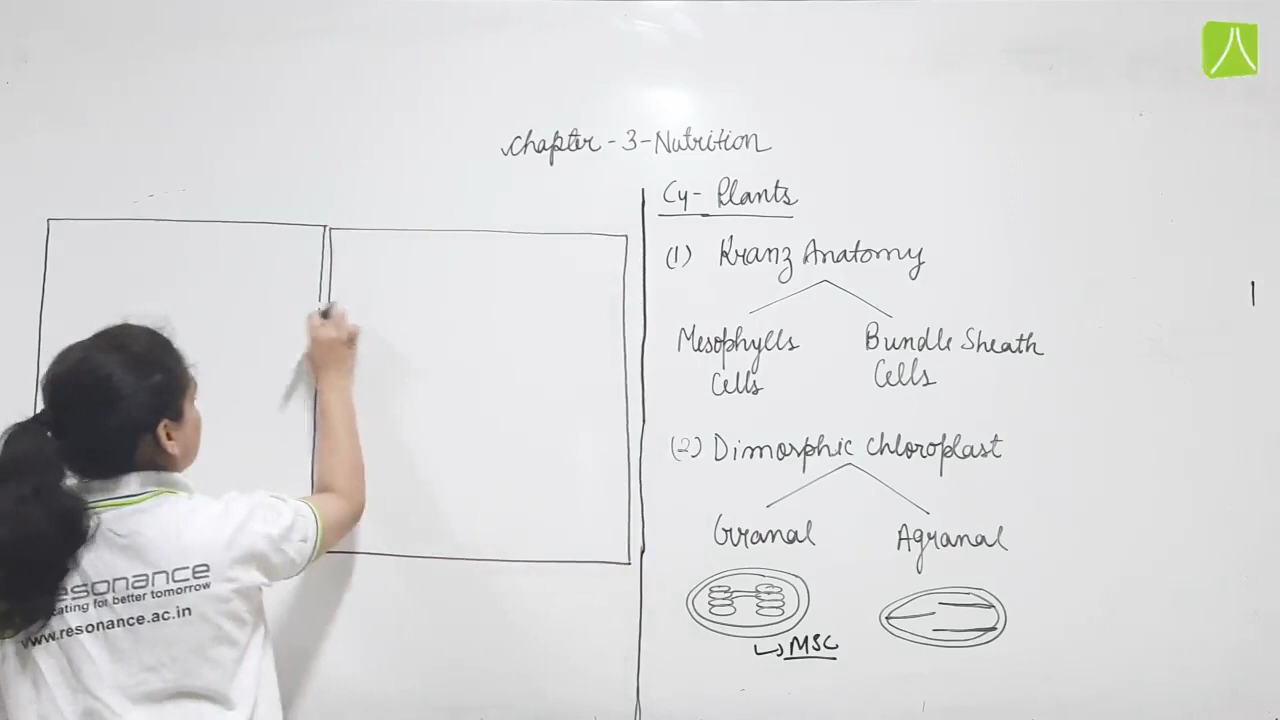 Chapter - 3 - Nutrition
C4 - Plants
(1) Kranz Anatomy
Mesophylls Cells
Bundle Sheath Cells
(2) Dimorphic Chloroplast
Granal
Agranal
MSC
esonance
cating for better tomorrow
www.resonance.ac.in